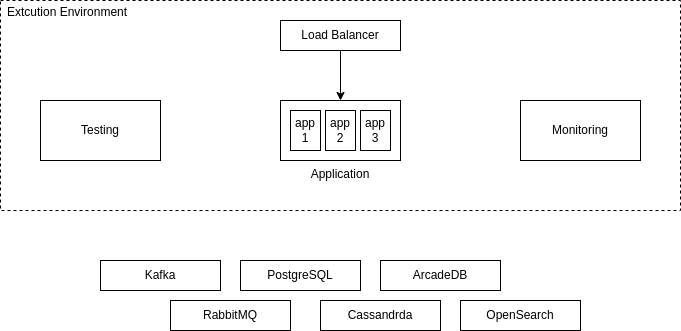 Extcution Environment
Load Balancer
Testing
app
1
app
2
app
3
Monitoring
Application
Kafka
PostgreSQL
ArcadeDB
RabbitMQ
Cassandrda
OpenSearch